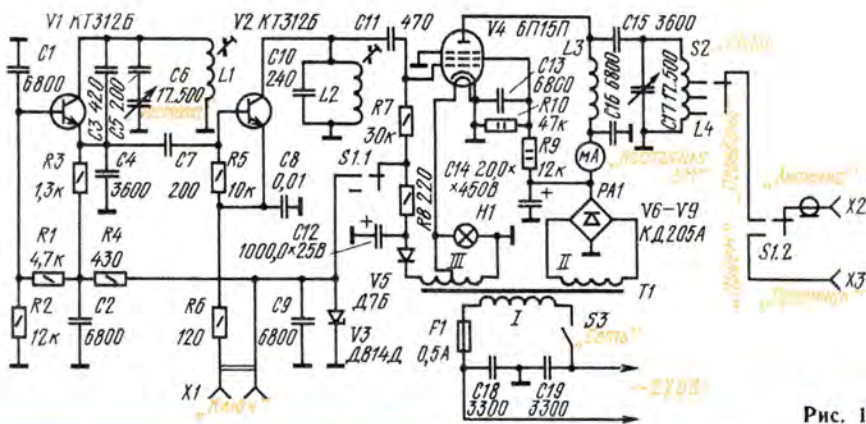 V1 КТ312Б
V2 КТ312Б
C11
470
V4 6П15П
C15 3600
C1
6800
C3 420
C5 200
C6
17..500
L1
C10
240
L2
R7
30к
C13
6800
R10
47к
R9
12к
L3
C16 6800
C17 17..500
S2
L4
R3
1,3к
C4
3600
C7
200
R5
10к
C8
0,01
S1.1
R8 220
C14 20,0×
×450В
mA
PA1
„Настройка
„Прием“
„Антенна“
X2
S1.2
X3
R1
4,7к
R4
430
C12
1000,0×25В
H1
III
V6-V9
КД205А
II
T1
R2
12к
C2
6800
R6
120
C9
6800
V5
Д7Б
V3
Д814Д
I
F1
0,5А
S3
„Сеть“
C18
3300
C19
3300
X1
„Ключ“
Рис. 1